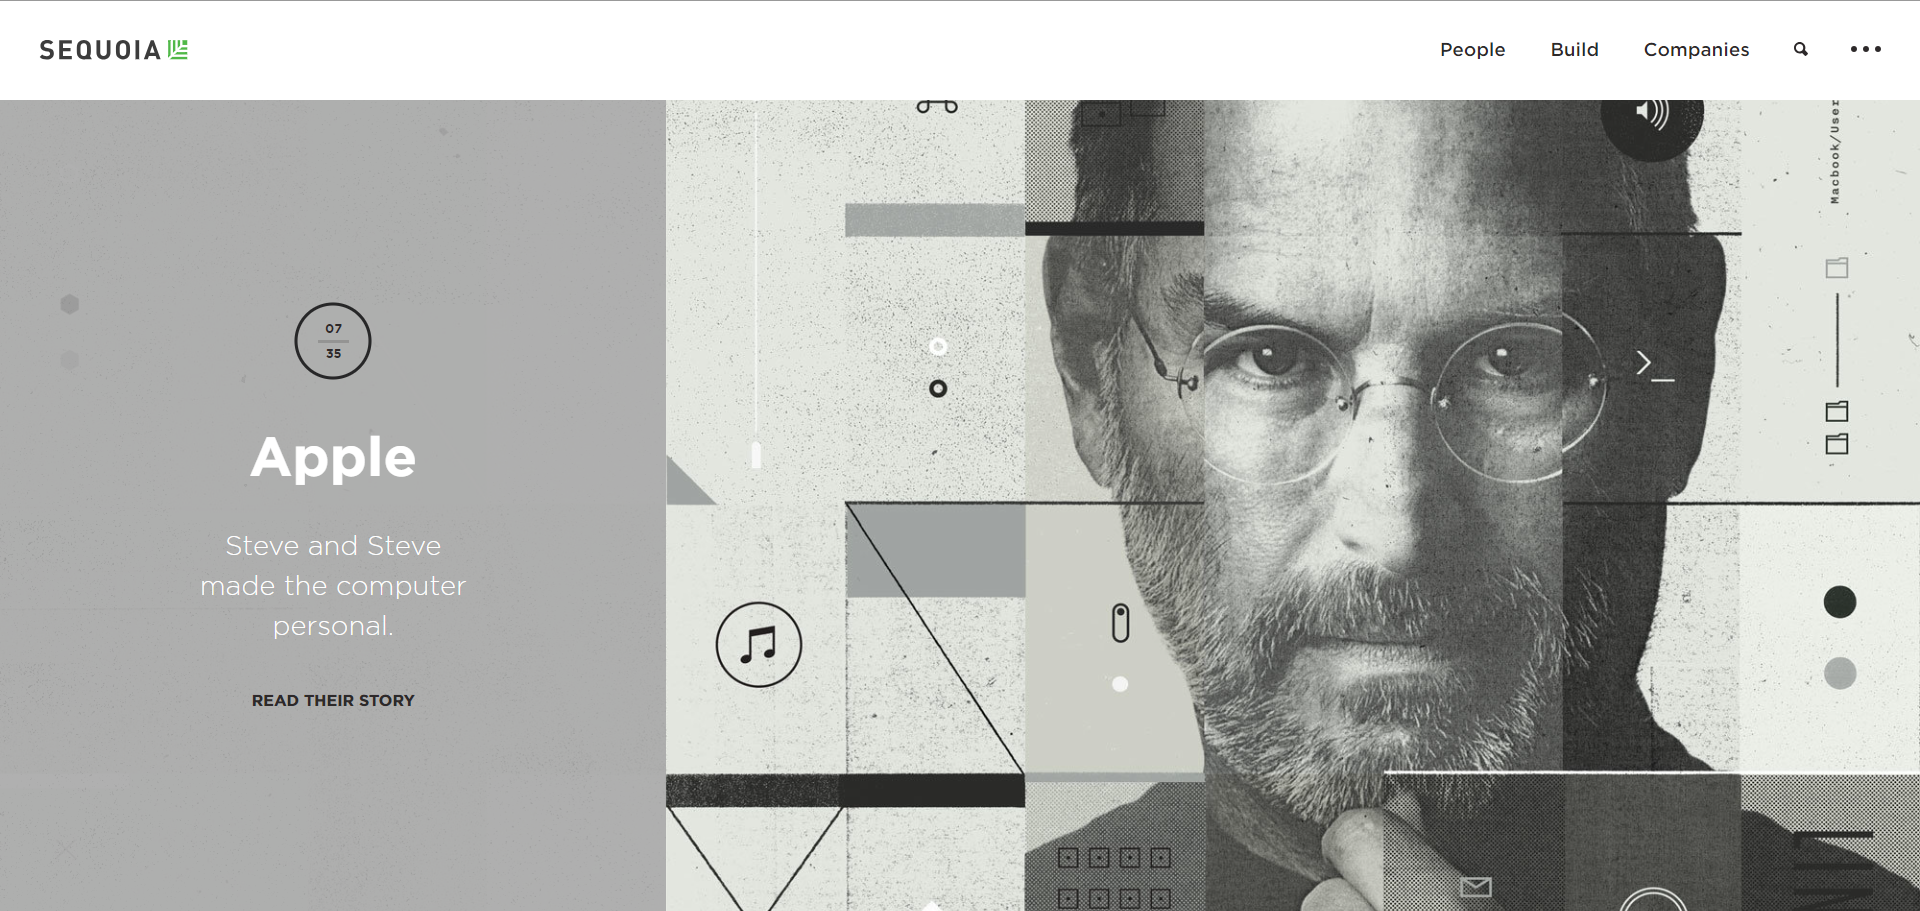 SEQUOIA
People
Build
Companies
07
35
Apple
Steve and Steve
made the computer
personal.
READ THEIR STORY
Macbook/User